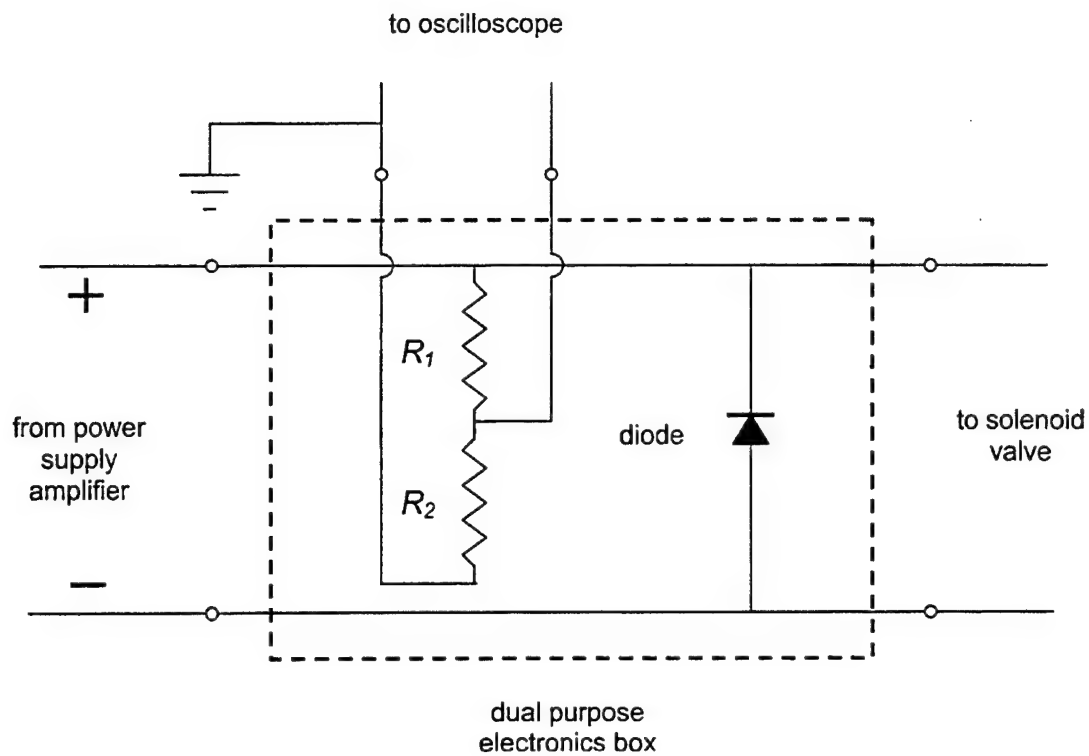 to oscilloscope
+
R1
from power
supply
amplifier
diode
to solenoid
valve
R2
−
dual purpose
electronics box